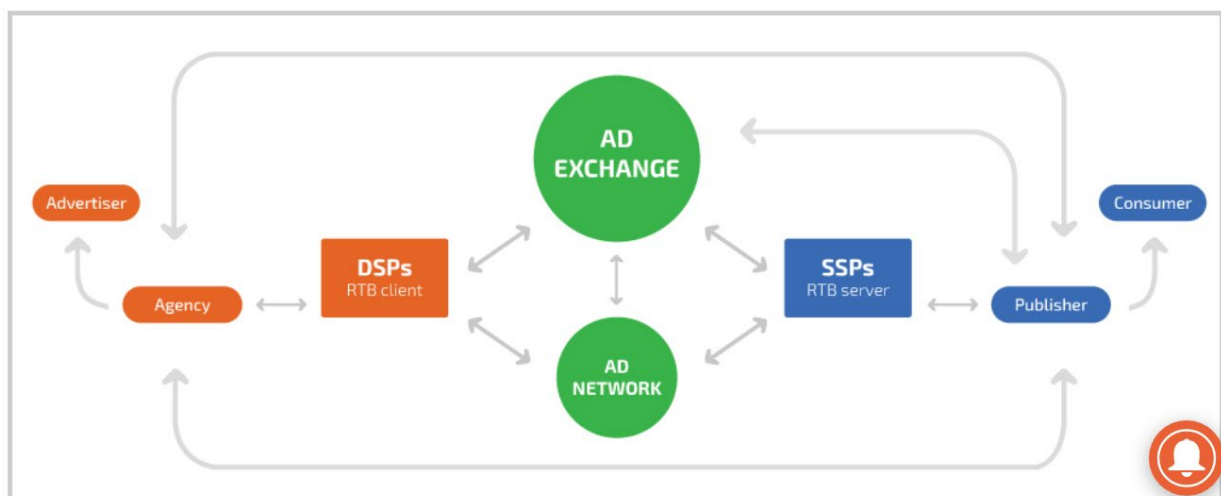 AD
EXCHANGE
Advertiser
Consumer
DSPs
RTB client
SSPs
RTB server
Agency
Publisher
AD
NETWORK